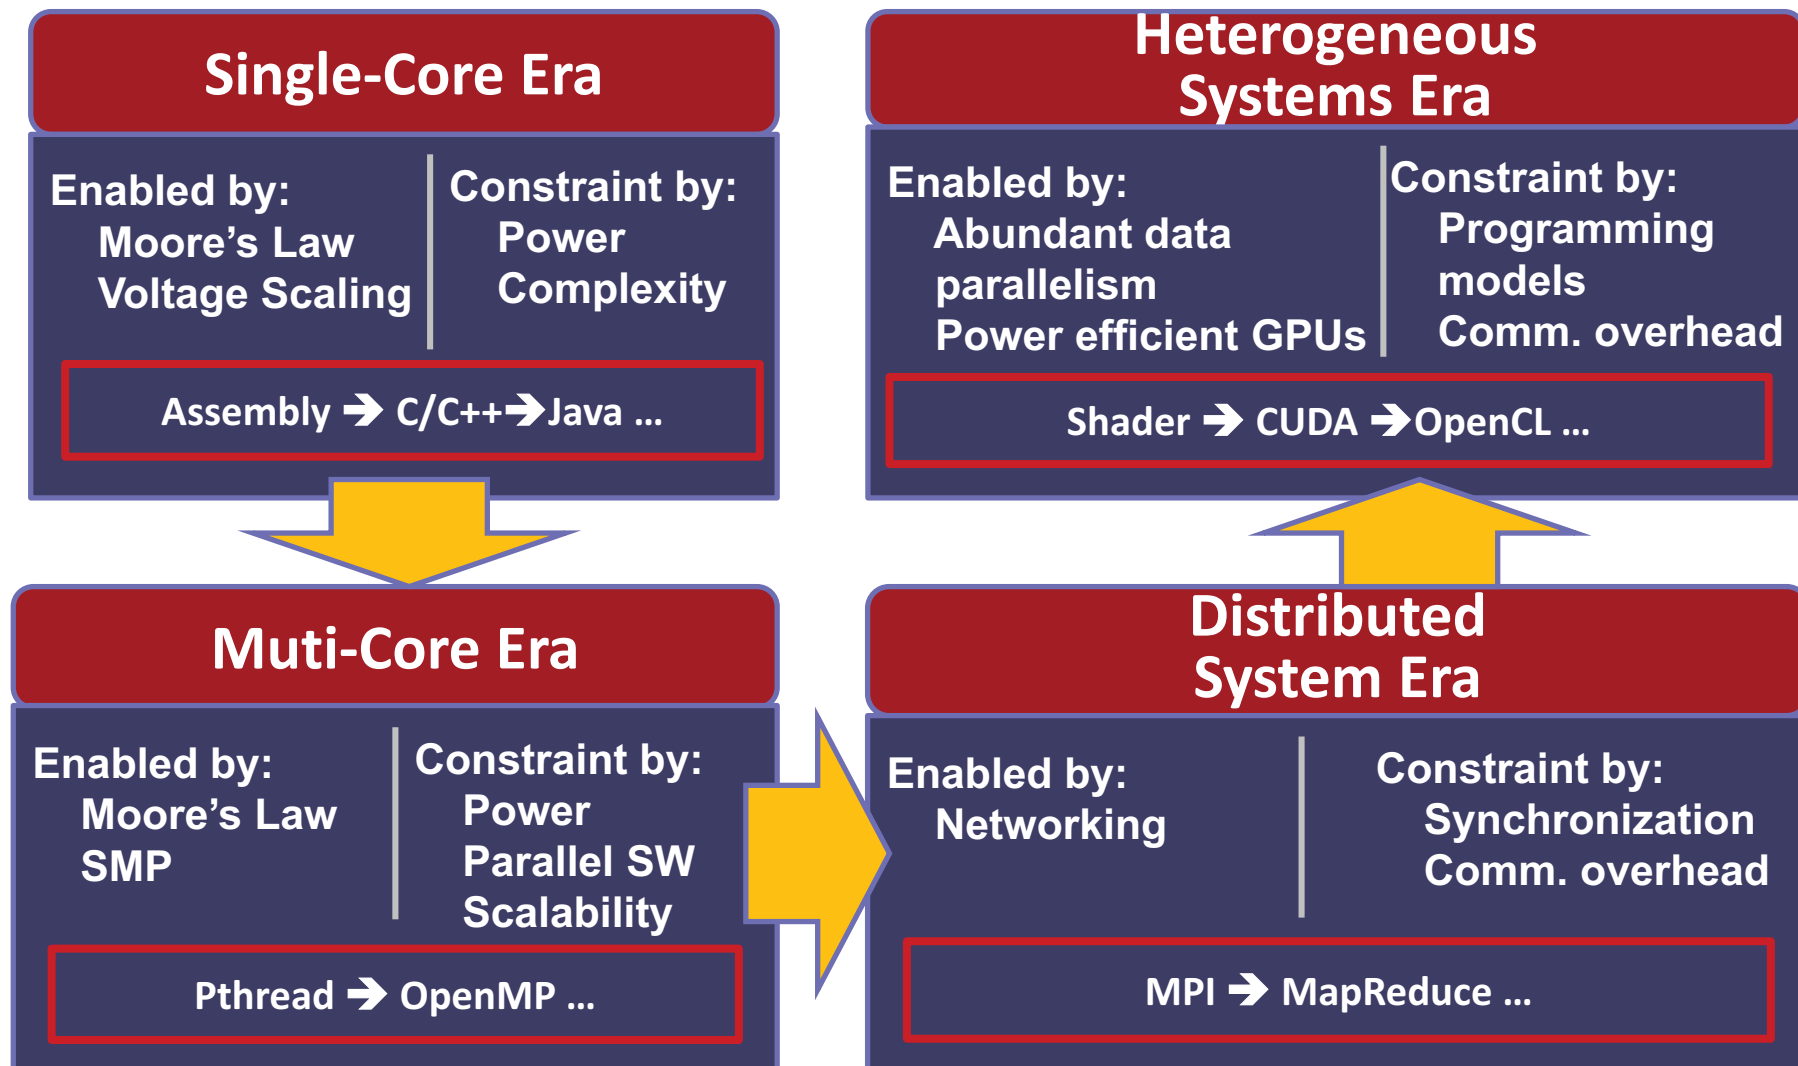 Single-Core Era
Enabled by:
Moore’s Law
Voltage Scaling
Constraint by:
Power
Complexity
Assembly ➔ C/C++➔Java ...
Heterogeneous
Systems Era
Enabled by:
Abundant data
parallelism
Power efficient GPUs
Constraint by:
Programming
models
Comm. overhead
Shader ➔ CUDA ➔OpenCL ...
Muti-Core Era
Enabled by:
Moore’s Law
SMP
Constraint by:
Power
Parallel SW
Scalability
Pthread ➔ OpenMP ...
Distributed
System Era
Enabled by:
Networking
Constraint by:
Synchronization
Comm. overhead
MPI ➔ MapReduce ...